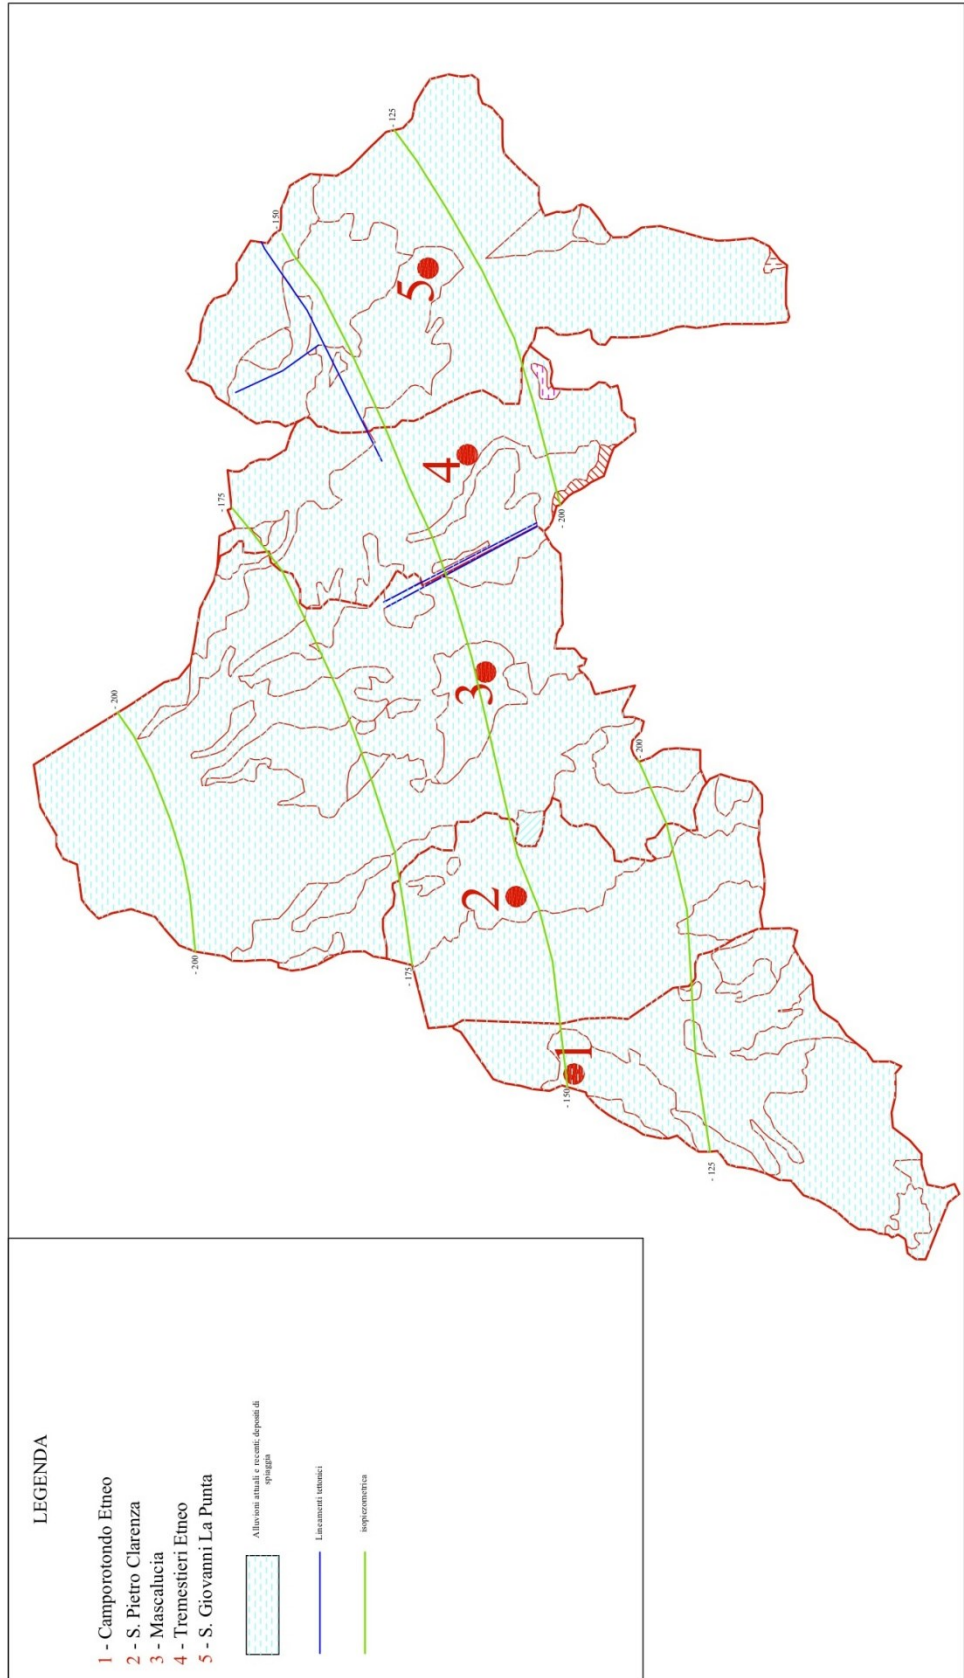 LEGENDA
1 - Camporotondo Etneo
2 - S. Pietro Clarenza
3 - Mascalucia
4 - Tremestieri Etneo
5 - S. Giovanni La Punta
Alluvioni attuali e recenti; depositi di
spiaggia
Lineamenti tettonici
isopiezometrica
- 200
- 200
- 175
- 175
- 150
- 150
- 125
- 125
- 200
200
1
2
3
4
5